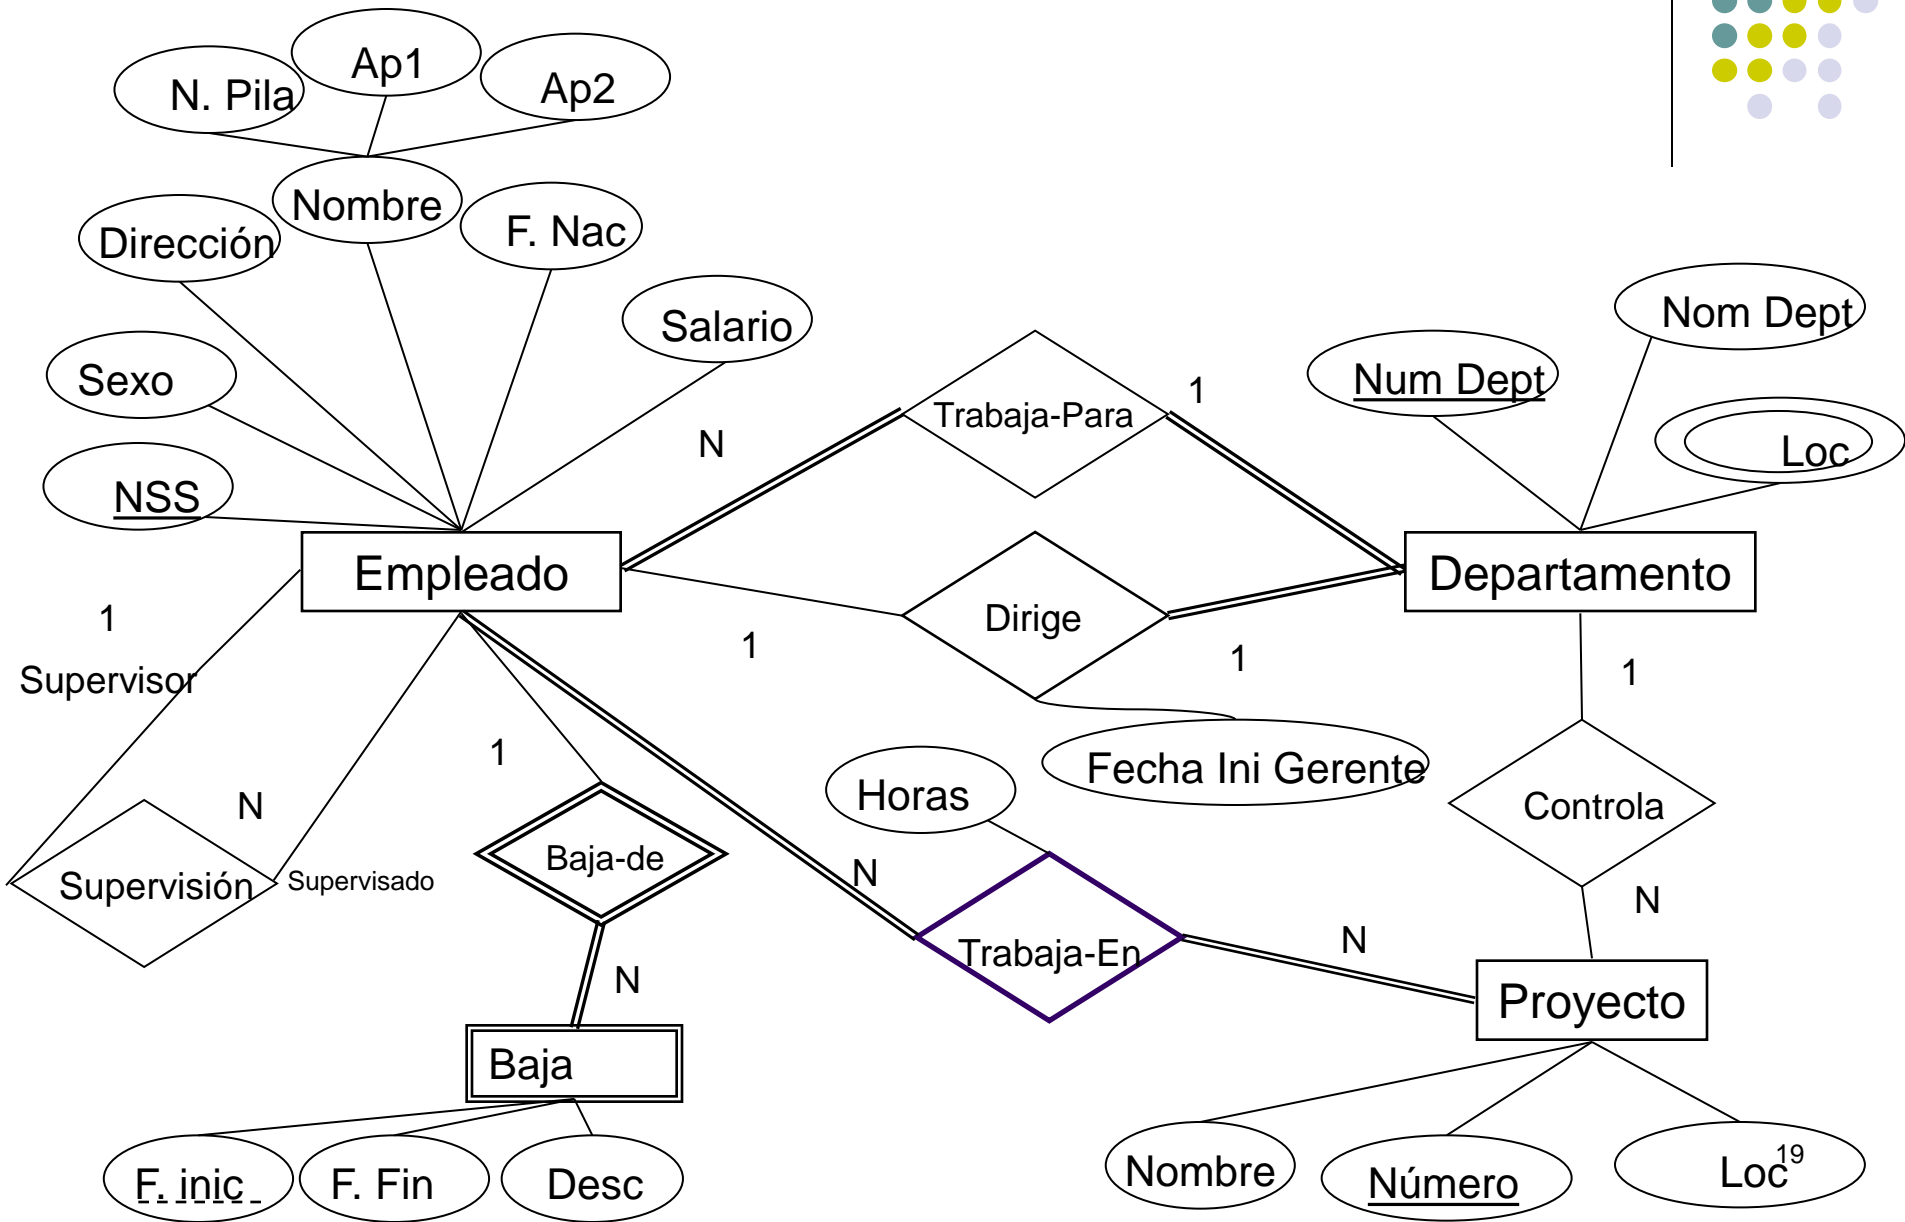 Ap1
N. Pila
Ap2
Nombre
F. Nac
Dirección
Salario
Sexo
NSS
Nom Dept
Num Dept
Loc
Trabaja-Para
1
N
Empleado
Departamento
Dirige
1
1
1
Supervisor
1
1
Fecha Ini Gerente
Horas
Controla
N
Baja-de
Supervisión
Supervisado
N
N
Trabaja-En
N
N
N
Proyecto
Baja
F. inic
F. Fin
Desc
Nombre
Número
Loc
19